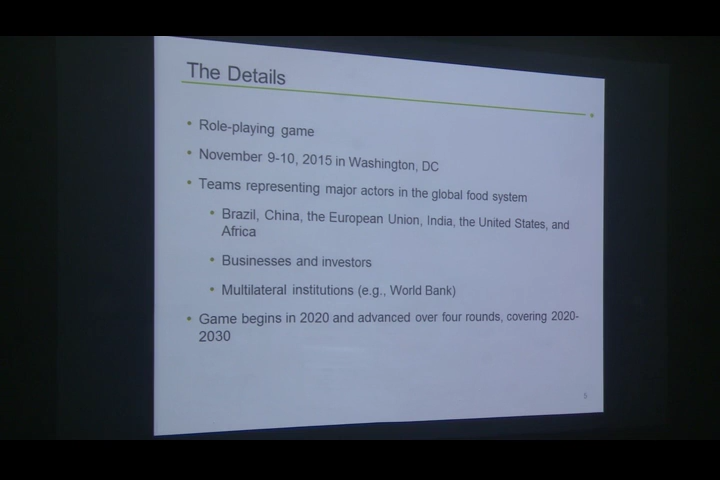 The Details
• Role-playing game
• November 9-10, 2015 in Washington, DC
• Teams representing major actors in the global food system
• Brazil, China, the European Union, India, the United States, and
Africa
• Businesses and investors
• Multilateral institutions (e.g., World Bank)
• Game begins in 2020 and advanced over four rounds, covering 2020-
2030